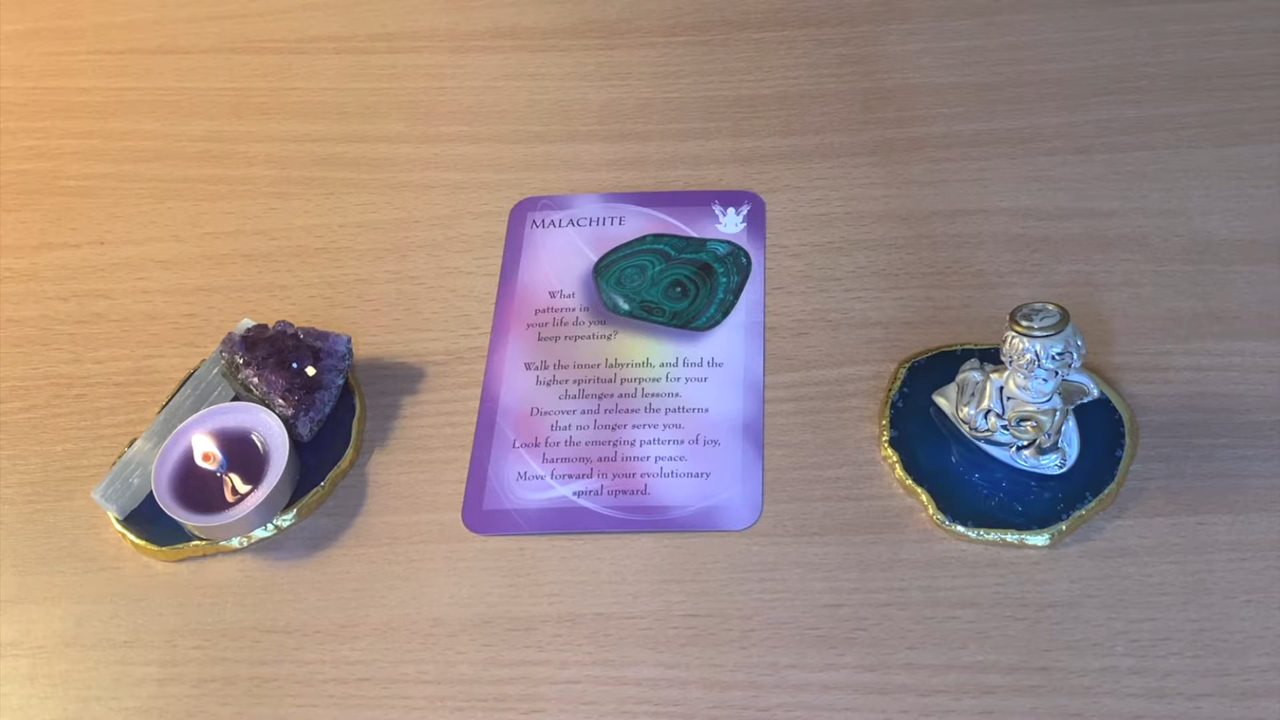 MALACHITE
What
patterns in
your life do you
keep repeating?
Walk the inner labyrinth, and find the
higher spiritual purpose for your
challenges and lessons.
Discover and release the patterns
that no longer serve you.
Look for the emerging patterns of joy,
harmony, and inner peace.
Move forward in your evolutionary
spiral upward.